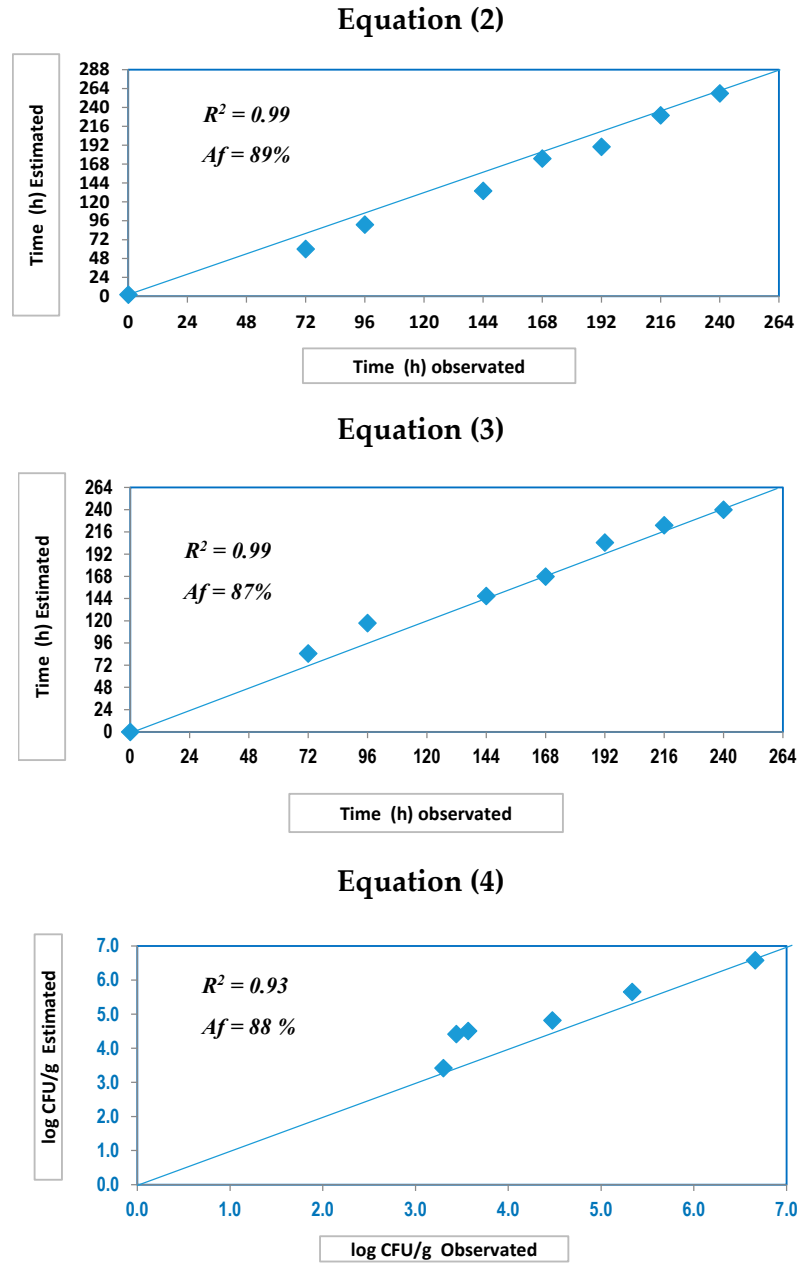 Equation (2)
288
264
240
216
192
168
144
120
96
72
48
24
0
Time (h) Estimated
R² = 0.99
Af = 89%
0 24 48 72 96 120 144 168 192 216 240 264
Time (h) observated
Equation (3)
264
240
216
192
168
144
120
96
72
48
24
0
Time (h) Estimated
R² = 0.99
Af = 87%
0 24 48 72 96 120 144 168 192 216 240 264
Time (h) observated
Equation (4)
7.0
6.0
5.0
4.0
3.0
2.0
1.0
0.0
log CFU/g Estimated
R² = 0.93
Af = 88 %
0.0 1.0 2.0 3.0 4.0 5.0 6.0 7.0
log CFU/g Observated